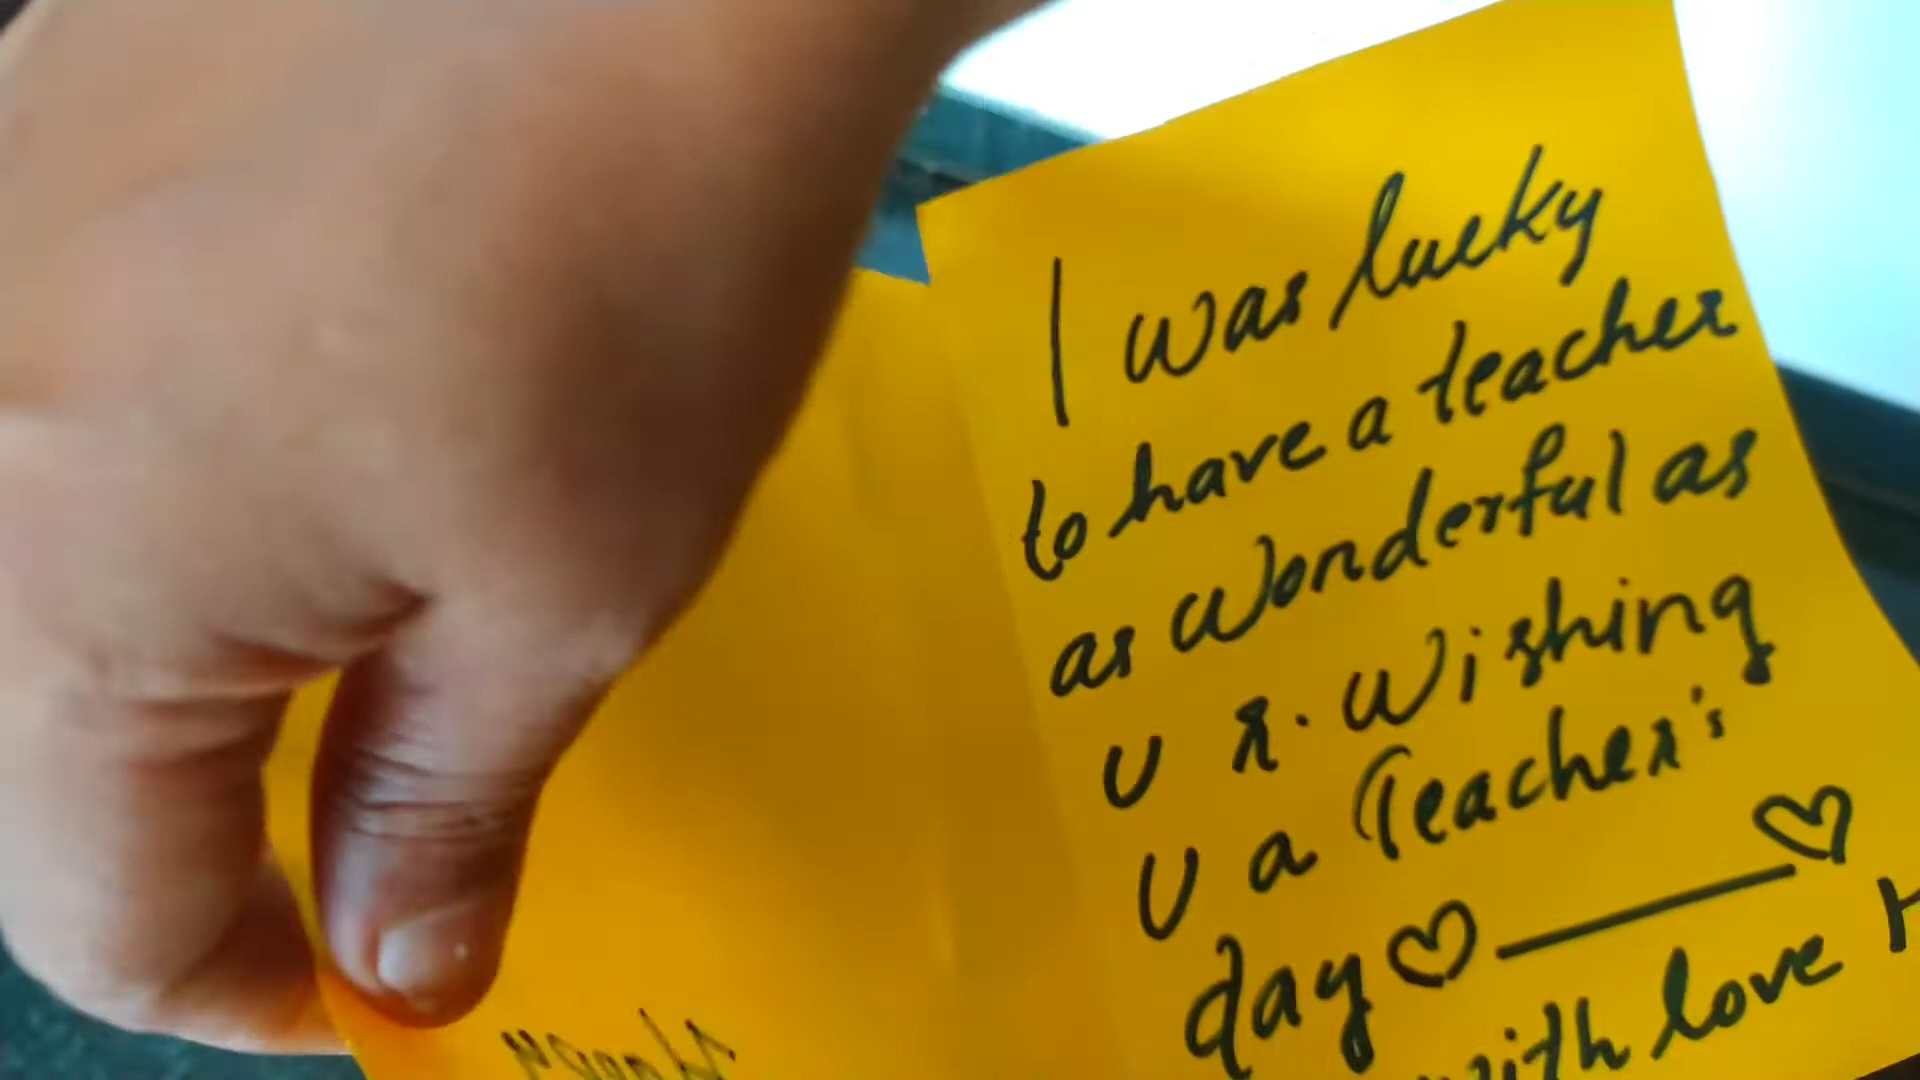 I was lucky
to have a teacher
as wonderful as
U r. Wishing
U a Teacher's
day♡ — ♡
with love